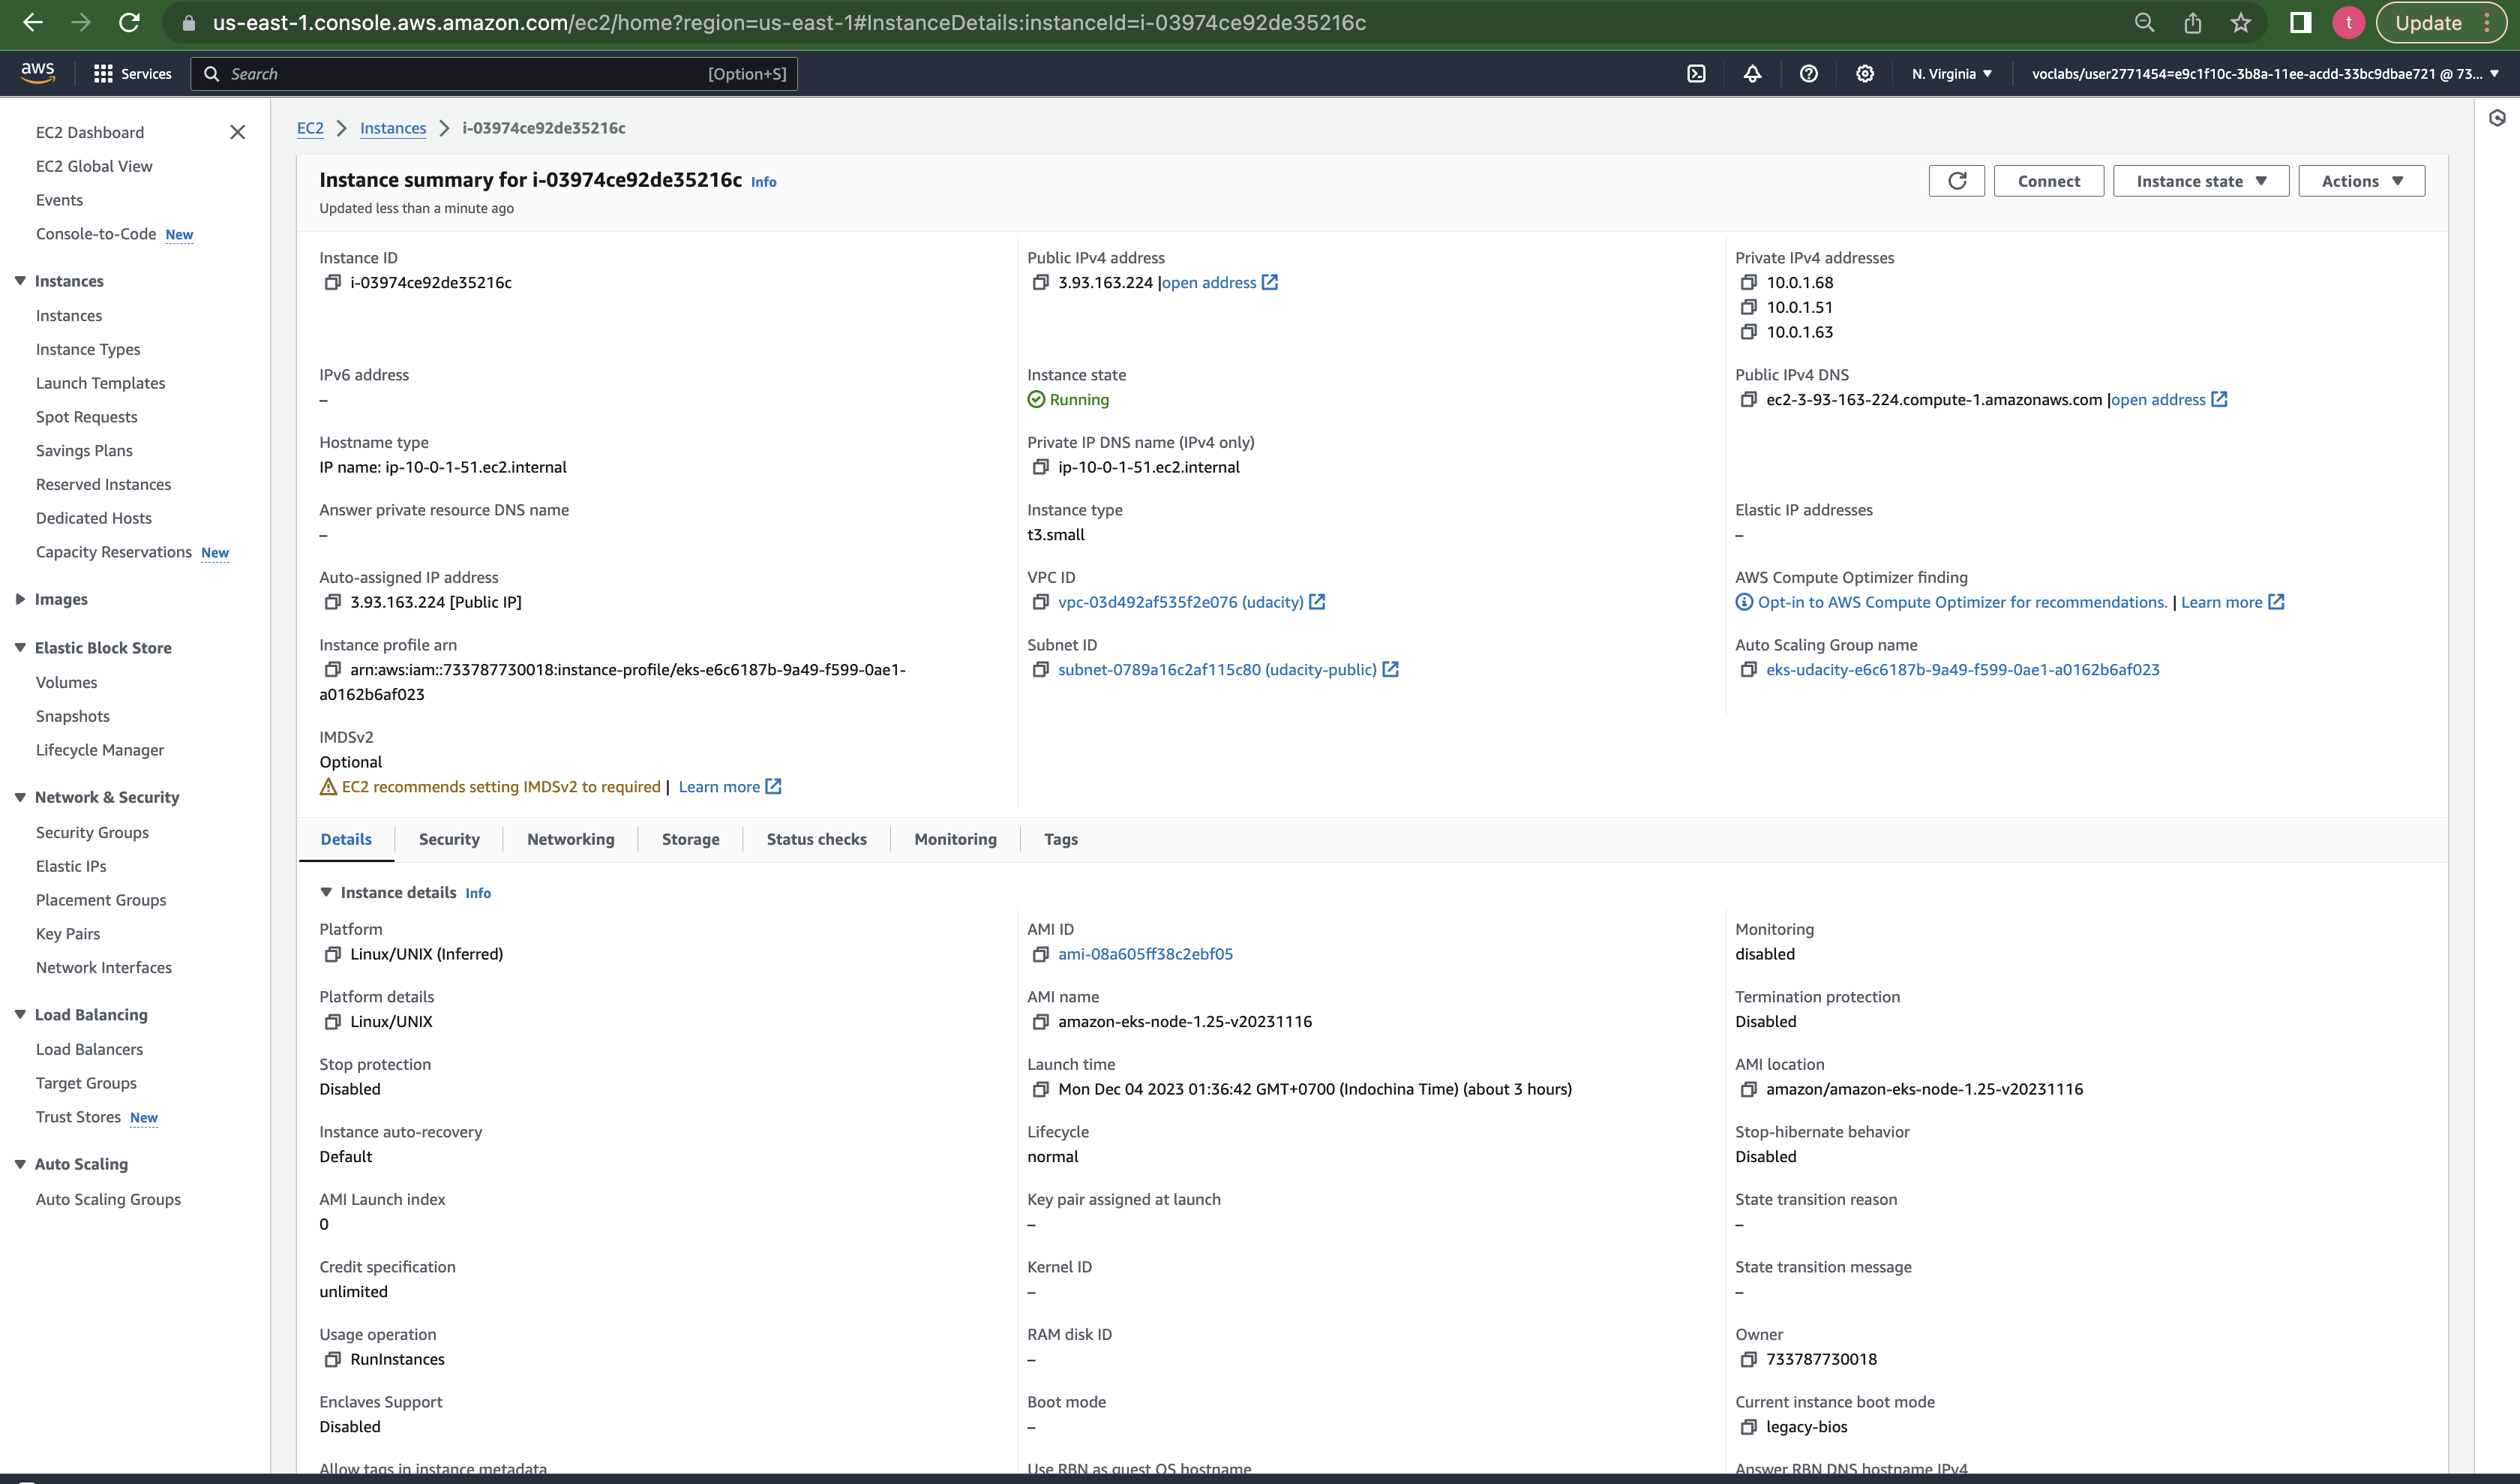 us-east-1.console.aws.amazon.com/ec2/home?region=us-east-1#InstanceDetails:instanceId=i-03974ce92de35216c
t
Update
aws
Services
Search
[Option+S]
N. Virginia
voclabs/user2771454=e9c1f10c-3b8a-11ee-acdd-33bc9dbae721 @ 73...
EC2 Dashboard
EC2 Global View
Events
Console-to-Code New
Instances
Instances
Instance Types
Launch Templates
Spot Requests
Savings Plans
Reserved Instances
Dedicated Hosts
Capacity Reservations New
Images
Elastic Block Store
Volumes
Snapshots
Lifecycle Manager
Network & Security
Security Groups
Elastic IPs
Placement Groups
Key Pairs
Network Interfaces
Load Balancing
Load Balancers
Target Groups
Trust Stores New
Auto Scaling
Auto Scaling Groups
EC2 Instances i-03974ce92de35216c
Instance summary for i-03974ce92de35216c Info
Updated less than a minute ago
Connect
Instance state
Actions
Instance ID
i-03974ce92de35216c
Public IPv4 address
3.93.163.224 |open address
Private IPv4 addresses
10.0.1.68
10.0.1.51
10.0.1.63
IPv6 address
–
Instance state
Running
Public IPv4 DNS
ec2-3-93-163-224.compute-1.amazonaws.com |open address
Hostname type
IP name: ip-10-0-1-51.ec2.internal
Private IP DNS name (IPv4 only)
ip-10-0-1-51.ec2.internal
Answer private resource DNS name
–
Instance type
t3.small
Elastic IP addresses
–
Auto-assigned IP address
3.93.163.224 [Public IP]
VPC ID
vpc-03d492af535f2e076 (udacity)
AWS Compute Optimizer finding
Opt-in to AWS Compute Optimizer for recommendations. | Learn more
Instance profile arn
arn:aws:iam::733787730018:instance-profile/eks-e6c6187b-9a49-f599-0ae1-
a0162b6af023
Subnet ID
subnet-0789a16c2af115c80 (udacity-public)
Auto Scaling Group name
eks-udacity-e6c6187b-9a49-f599-0ae1-a0162b6af023
IMDSv2
Optional
EC2 recommends setting IMDSv2 to required | Learn more
Details
Security
Networking
Storage
Status checks
Monitoring
Tags
Instance details Info
Platform
Linux/UNIX (Inferred)
AMI ID
ami-08a605ff38c2ebf05
Monitoring
disabled
Platform details
Linux/UNIX
AMI name
amazon-eks-node-1.25-v20231116
Termination protection
Disabled
Stop protection
Disabled
Launch time
Mon Dec 04 2023 01:36:42 GMT+0700 (Indochina Time) (about 3 hours)
AMI location
amazon/amazon-eks-node-1.25-v20231116
Instance auto-recovery
Default
Lifecycle
normal
Stop-hibernate behavior
Disabled
AMI Launch index
0
Key pair assigned at launch
–
State transition reason
–
Credit specification
unlimited
Kernel ID
–
State transition message
–
Usage operation
RunInstances
RAM disk ID
–
Owner
733787730018
Enclaves Support
Disabled
Boot mode
–
Current instance boot mode
legacy-bios
Allow tags in instance metadata
Use RBN as guest OS hostname
Answer RBN DNS hostname IPv4